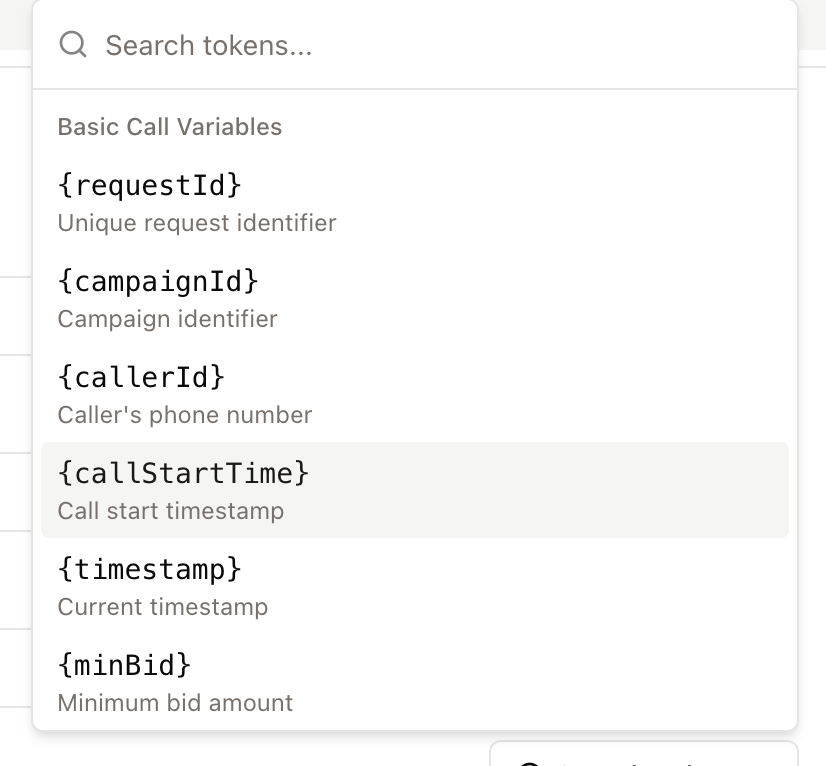 Search tokens...
Basic Call Variables
{requestId}
Unique request identifier
{campaignId}
Campaign identifier
{callerId}
Caller's phone number
{callStartTime}
Call start timestamp
{timestamp}
Current timestamp
{minBid}
Minimum bid amount